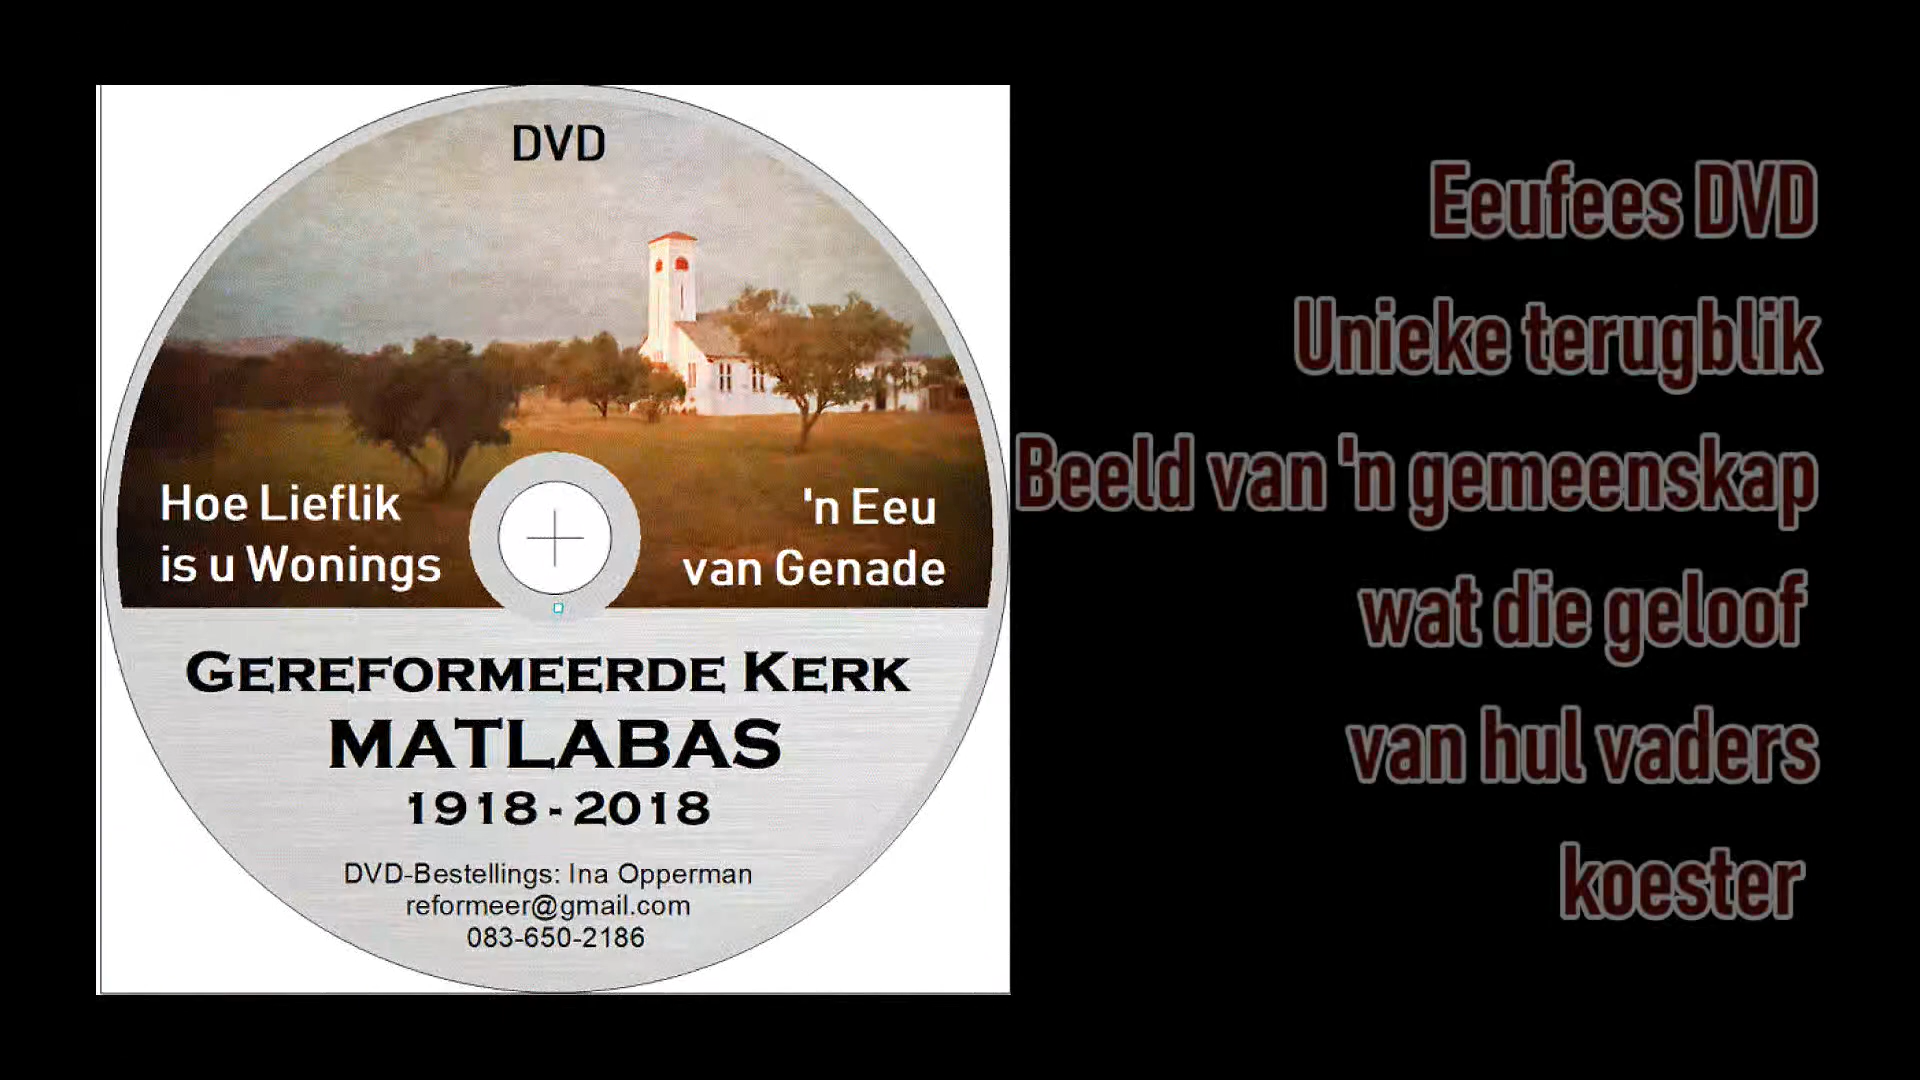 DVD
Hoe Lieflik
is u Wonings
'n Eeu
van Genade
GEREFORMEERDE KERK
MATLABAS
1918 - 2018
DVD-Bestellings: Ina Opperman
reformeer@gmail.com
083-650-2186
Eeufees DVD
Unieke terugblik
Beeld van 'n gemeenskap
wat die geloof
van hul vaders
koester